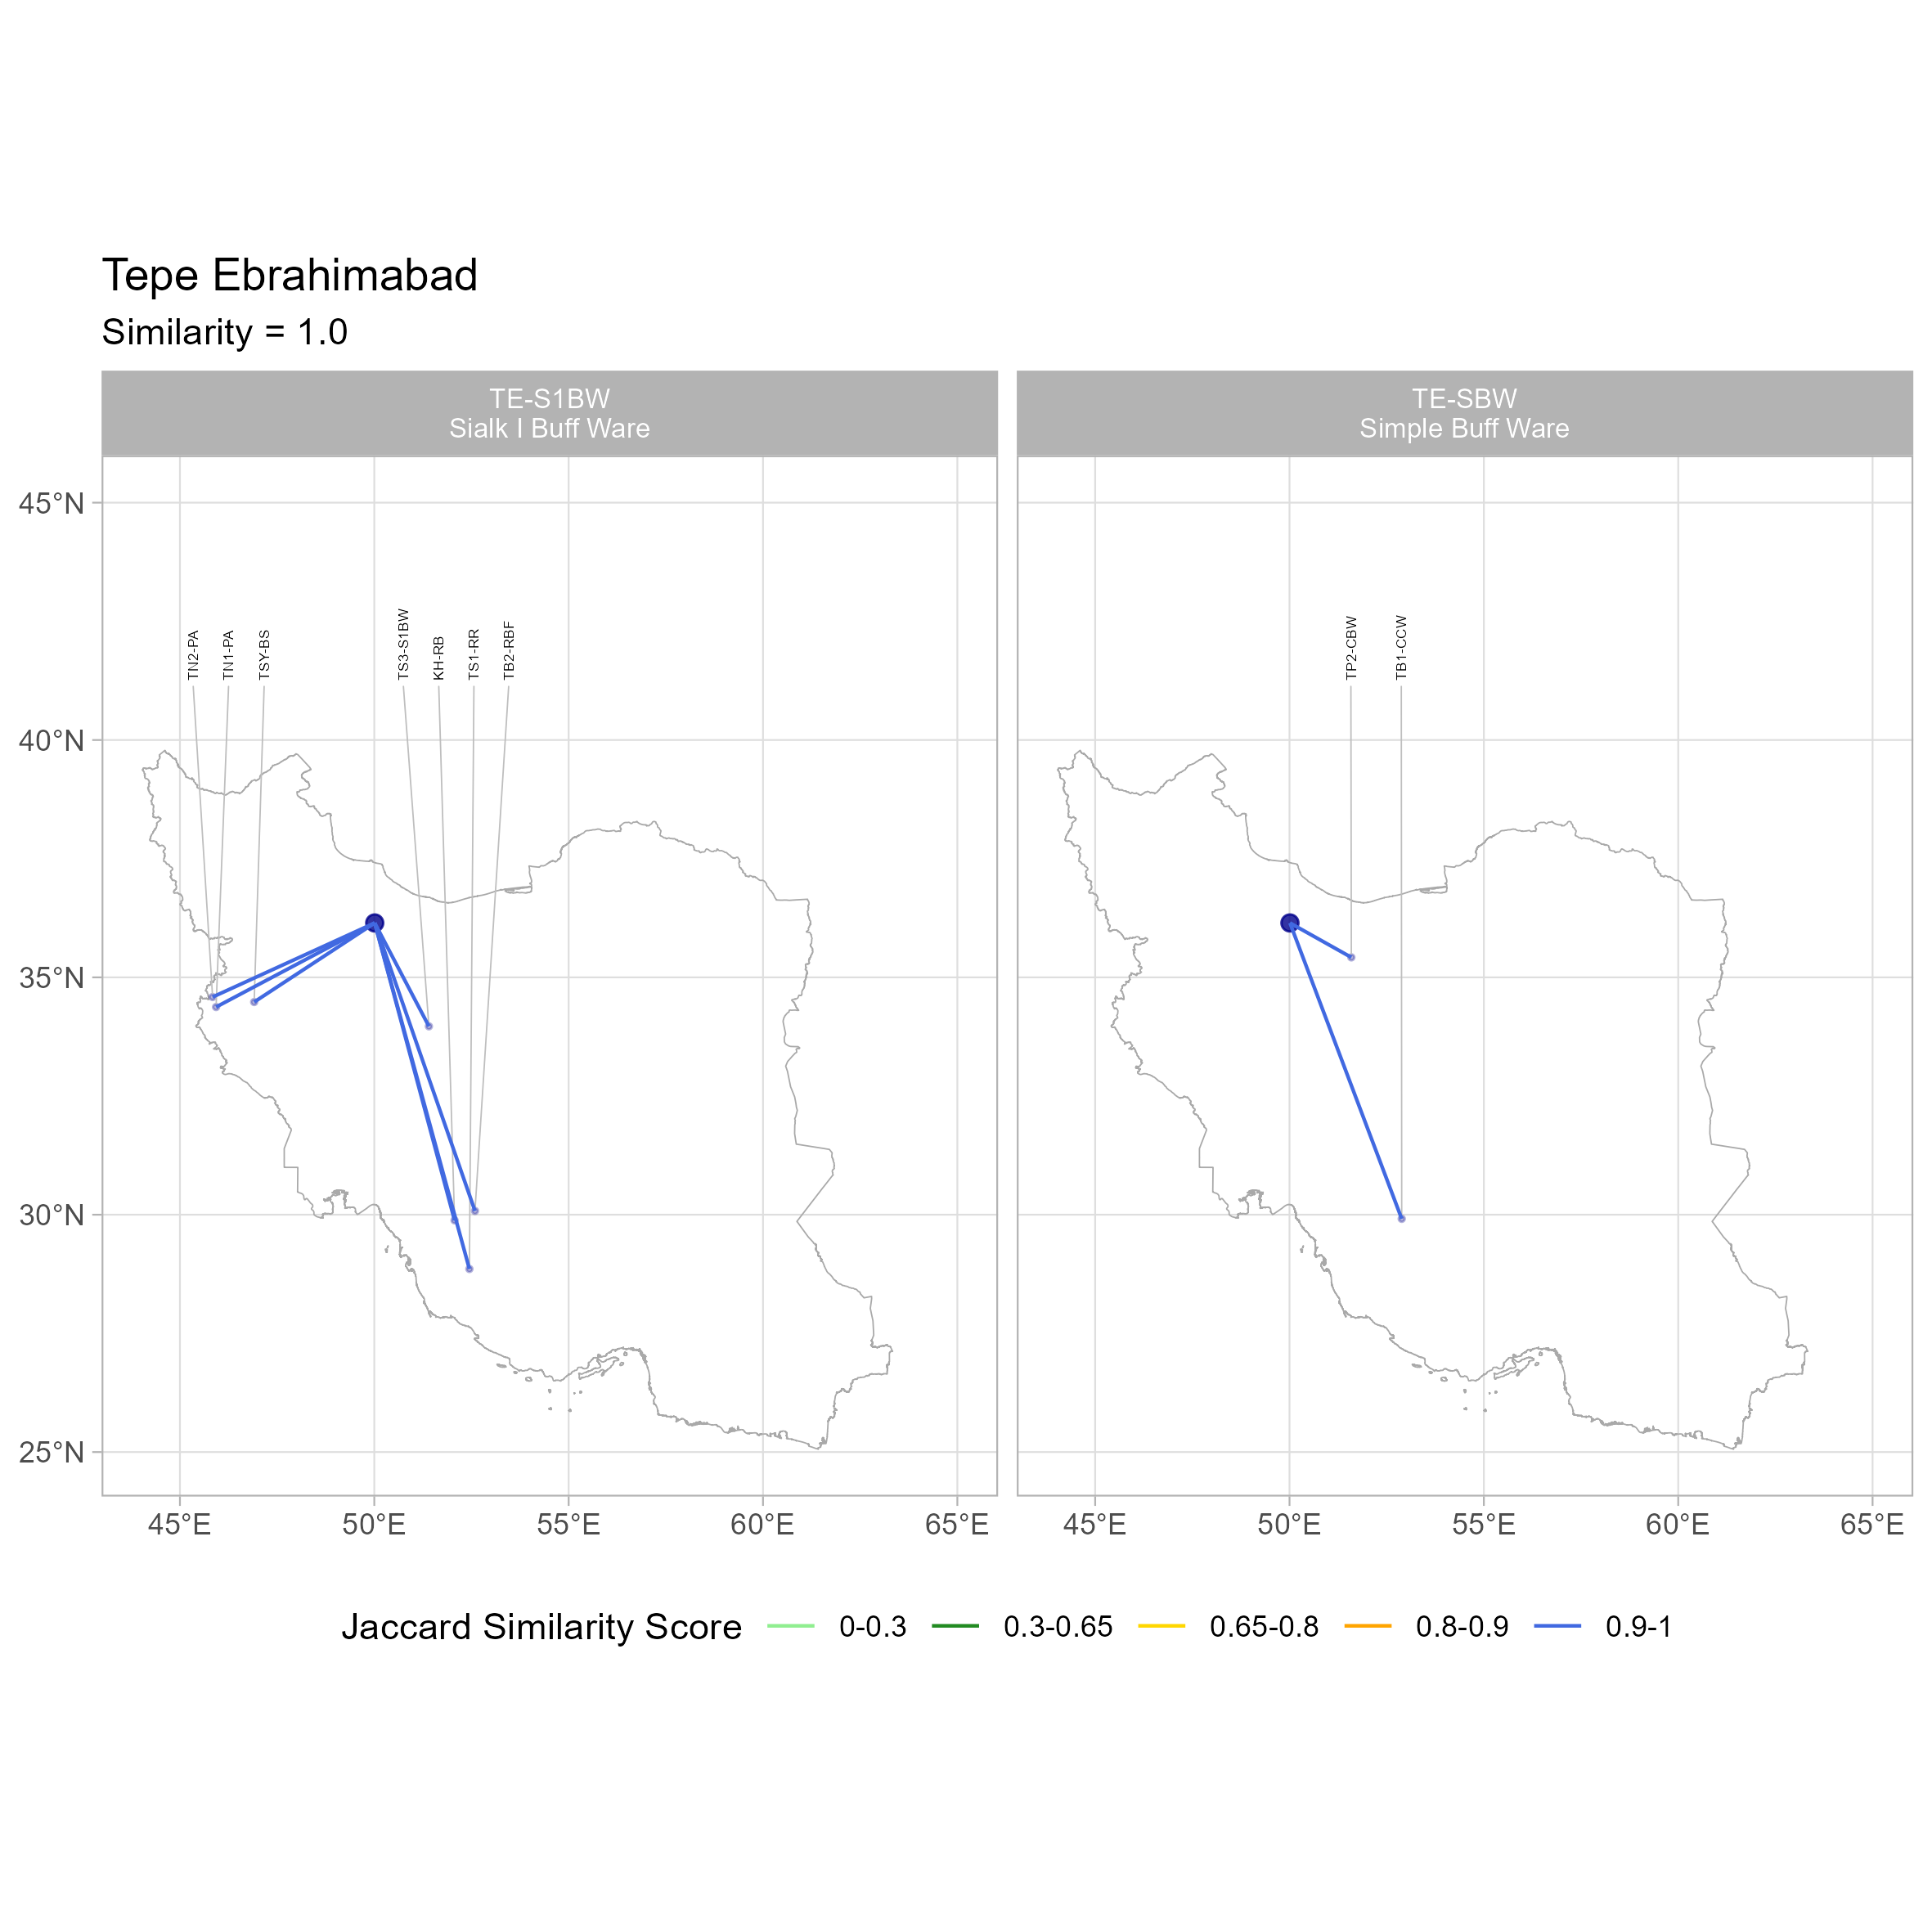 Tepe Ebrahimabad
Similarity = 1.0
TE-S1BW
Sialk I Buff Ware
TE-SBW
Simple Buff Ware
TN2-PA
TN1-PA
TSY-BS
TS3-S1BW
KH-RB
TS1-RR
TB2-RBF
TP2-CBW
TB1-CCW
45°N
40°N
35°N
30°N
25°N
45°E 50°E 55°E 60°E 65°E
45°E 50°E 55°E 60°E 65°E
Jaccard Similarity Score 0-0.3 0.3-0.65 0.65-0.8 0.8-0.9 0.9-1